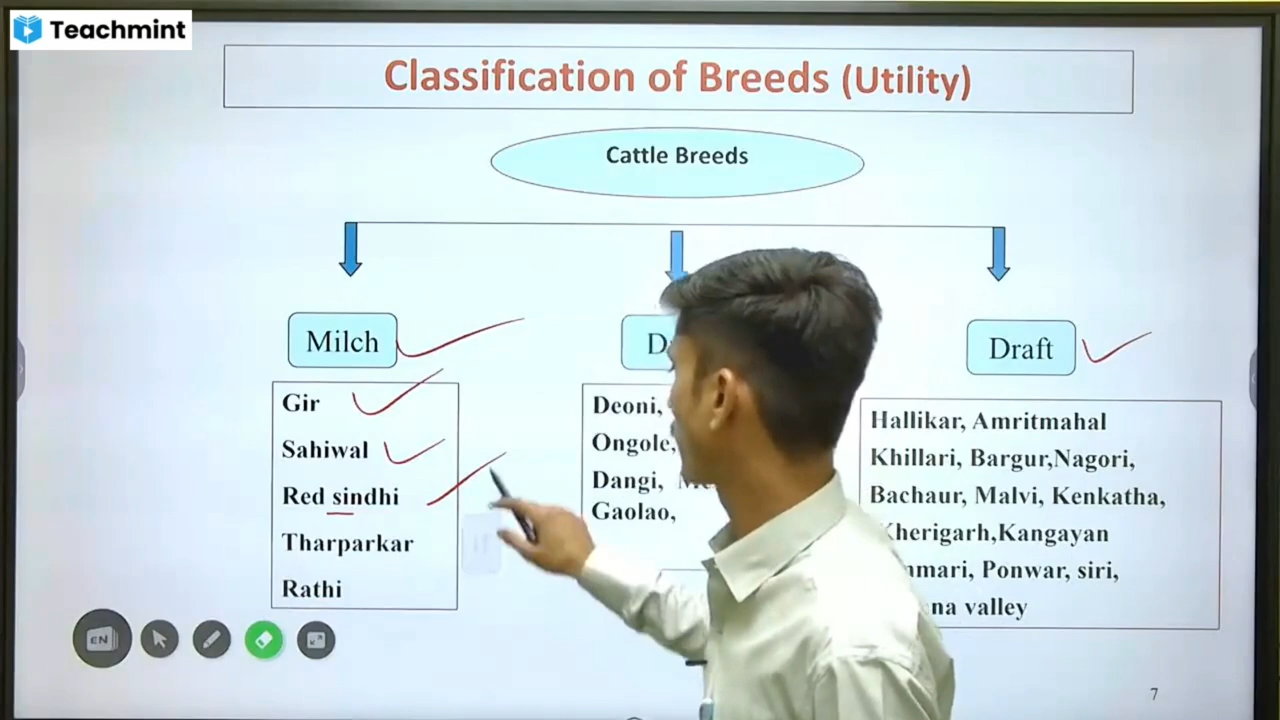 Teachmint
Classification of Breeds (Utility)
Cattle Breeds
Milch
D
Draft
Gir
Sahiwal
Red sindhi
Tharparkar
Rathi
Deoni,
Ongole,
Dangi,
Gaolao,
Hallikar, Amritmahal
Khillari, Bargur,Nagori,
Bachaur, Malvi, Kenkatha,
Kherigarh,Kangayan
Ponwar, siri,
valley
EN
7